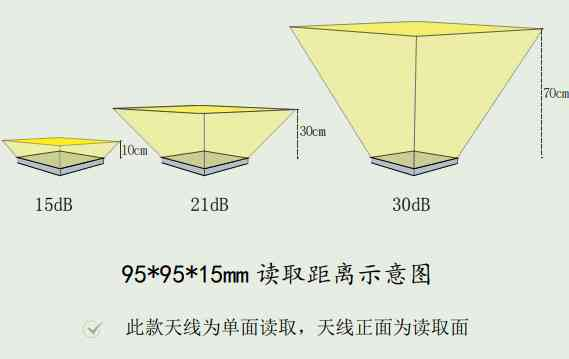 70cm
30cm
10cm
15dB 21dB 30dB
95*95*15mm 读取距离示意图
此款天线为单面读取，天线正面为读取面